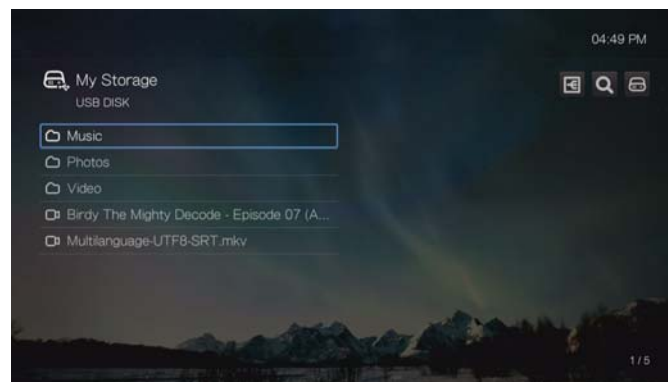 04:49 PM
My Storage
USB DISK
Music
Photos
Video
Birdy The Mighty Decode - Episode 07 (A...
Multilanguage-UTF8-SRT.mkv
1/5